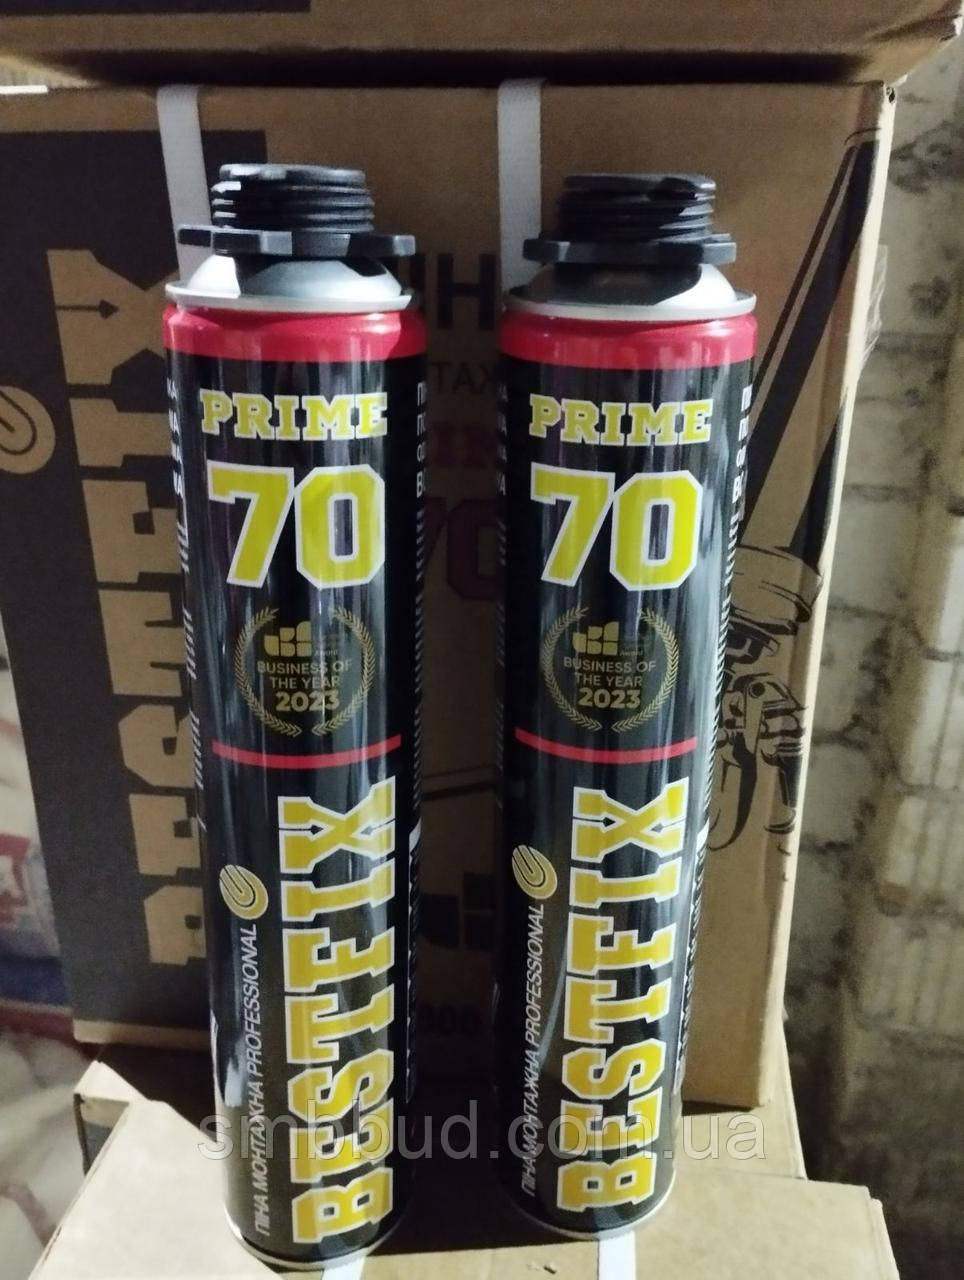 PRIME
70
BUSINESS OF
THE YEAR
2023
BESTFIX
ПІНА МОНТАЖНА PROFESSIONAL
PRIME
70
BUSINESS OF
THE YEAR
2023
BESTFIX
ПІНА МОНТАЖНА PROFESSIONAL
BESTFIX
smbbud.com.ua